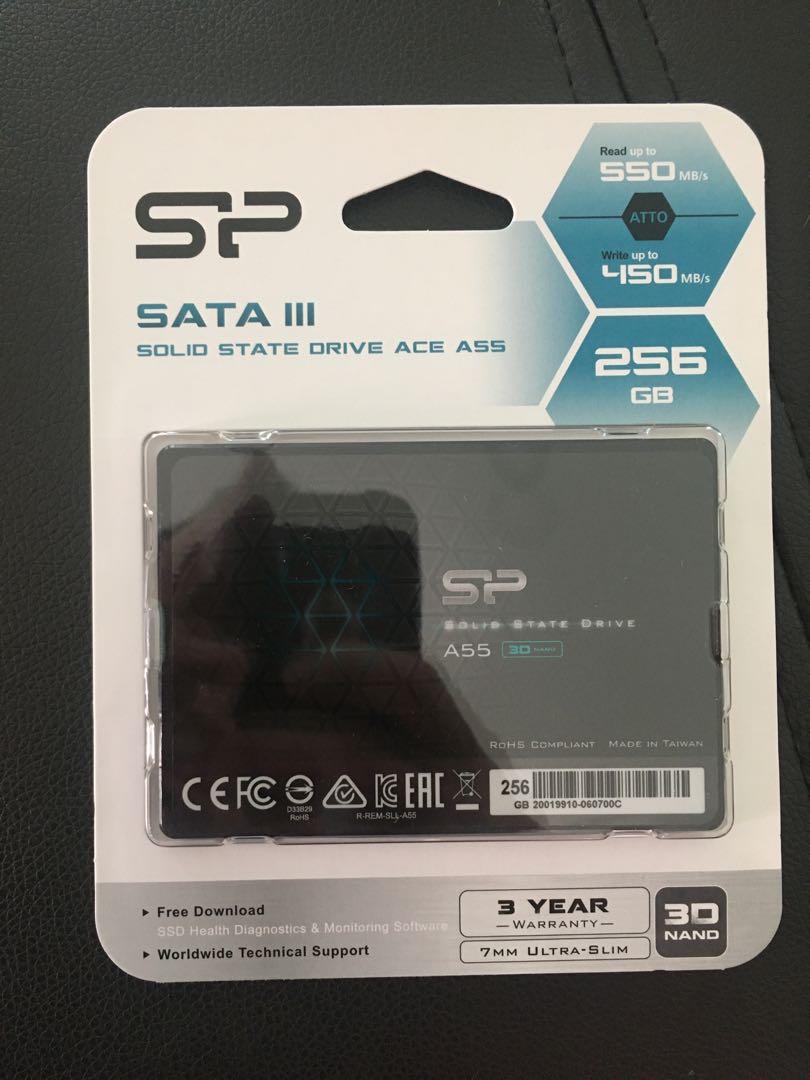 SP
SATA III
SOLID STATE DRIVE ACE A55
Read up to
550 MB/s
ATTO
Write up to
450 MB/s
256
GB
SP
SOLID STATE DRIVE
A55 3D NAND
RoHS Compliant Made in Taiwan
CE FC D33B29 RoHS KC EAC
R-REM-SLL-A55
256
GB 20019910-060700C
Free Download
SSD Health Diagnostics & Monitoring Software
Worldwide Technical Support
3 YEAR
WARRANTY
7MM ULTRA-SLIM
3D
NAND